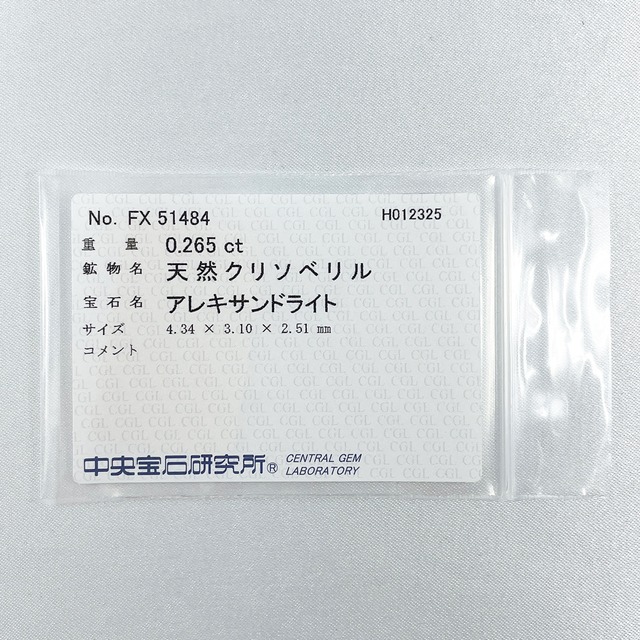 No. FX 51484 H012325
重量 0.265 ct
鉱物名 天然クリソベリル
宝石名 アレキサンドライト
サイズ 4.34 × 3.10 × 2.51 mm
コメント
中央宝石研究所® CENTRAL GEM
LABORATORY